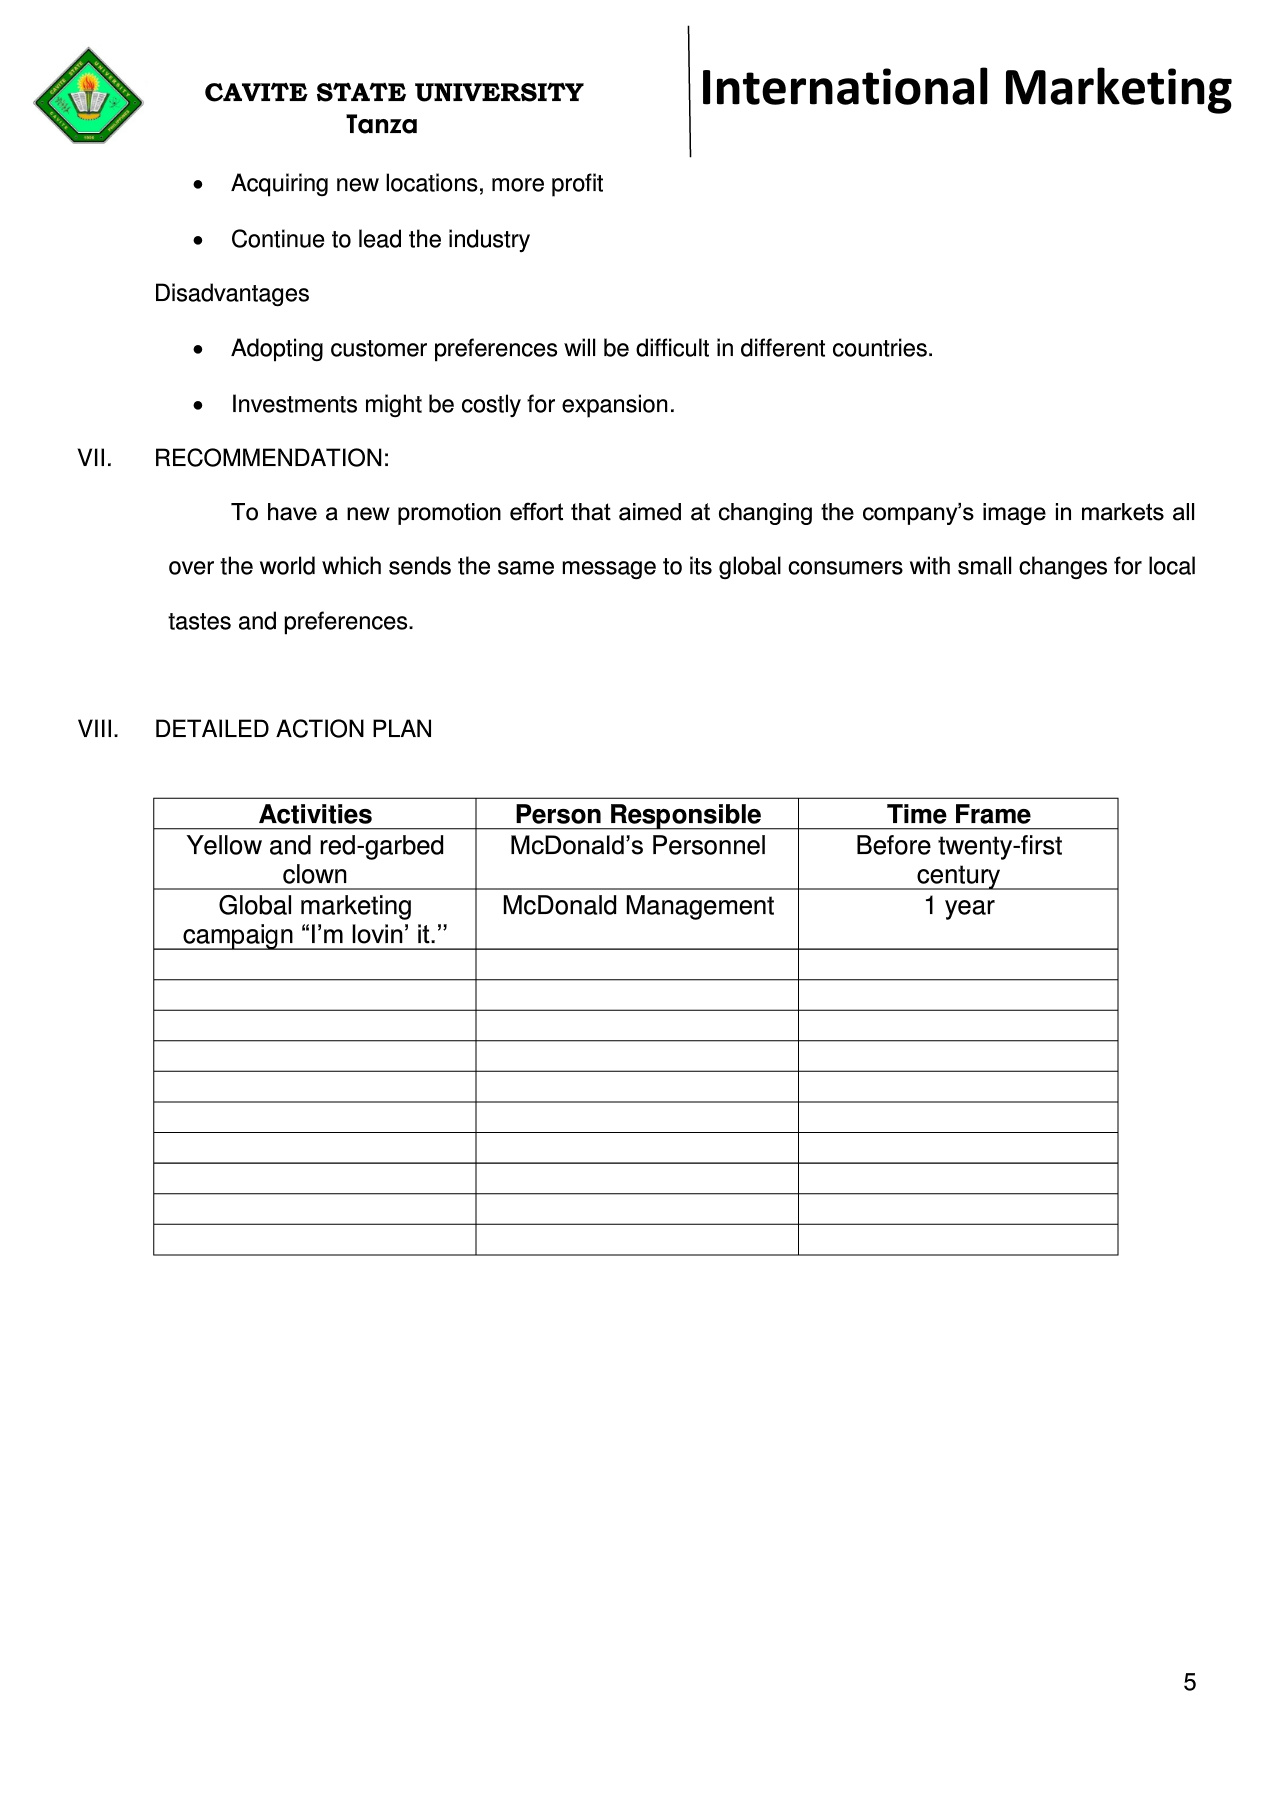 CAVITE STATE UNIVERSITY
Tanza
International Marketing
• Acquiring new locations, more profit
• Continue to lead the industry
Disadvantages
• Adopting customer preferences will be difficult in different countries.
• Investments might be costly for expansion.
VII. RECOMMENDATION:
To have a new promotion effort that aimed at changing the company’s image in markets all
over the world which sends the same message to its global consumers with small changes for local
tastes and preferences.
VIII. DETAILED ACTION PLAN
Activities Person Responsible Time Frame
Yellow and red-garbed McDonald’s Personnel Before twenty-first
clown century
Global marketing McDonald Management 1 year
campaign “I’m lovin’ it.’’
5